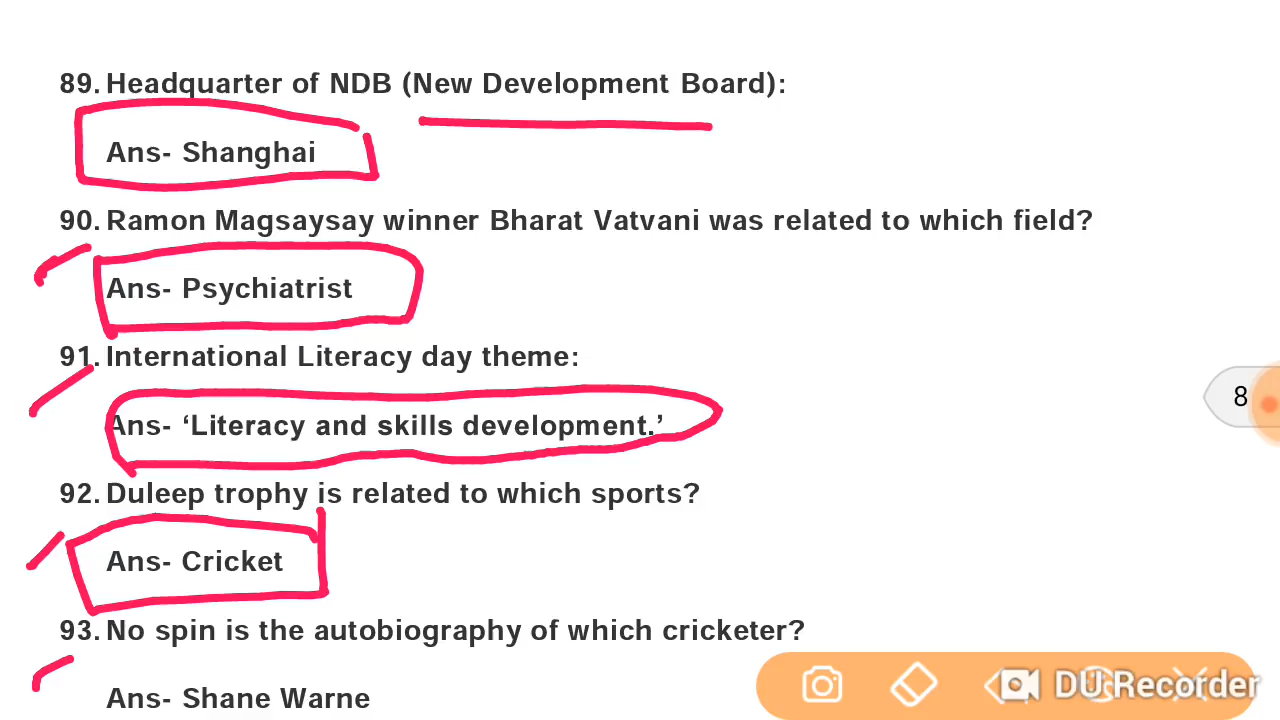 89. Headquarter of NDB (New Development Board):
Ans- Shanghai
90. Ramon Magsaysay winner Bharat Vatvani was related to which field?
Ans- Psychiatrist
91. International Literacy day theme:
8
Ans- ‘Literacy and skills development.’
92. Duleep trophy is related to which sports?
Ans- Cricket
93. No spin is the autobiography of which cricketer?
Ans- Shane Warne
DU Recorder